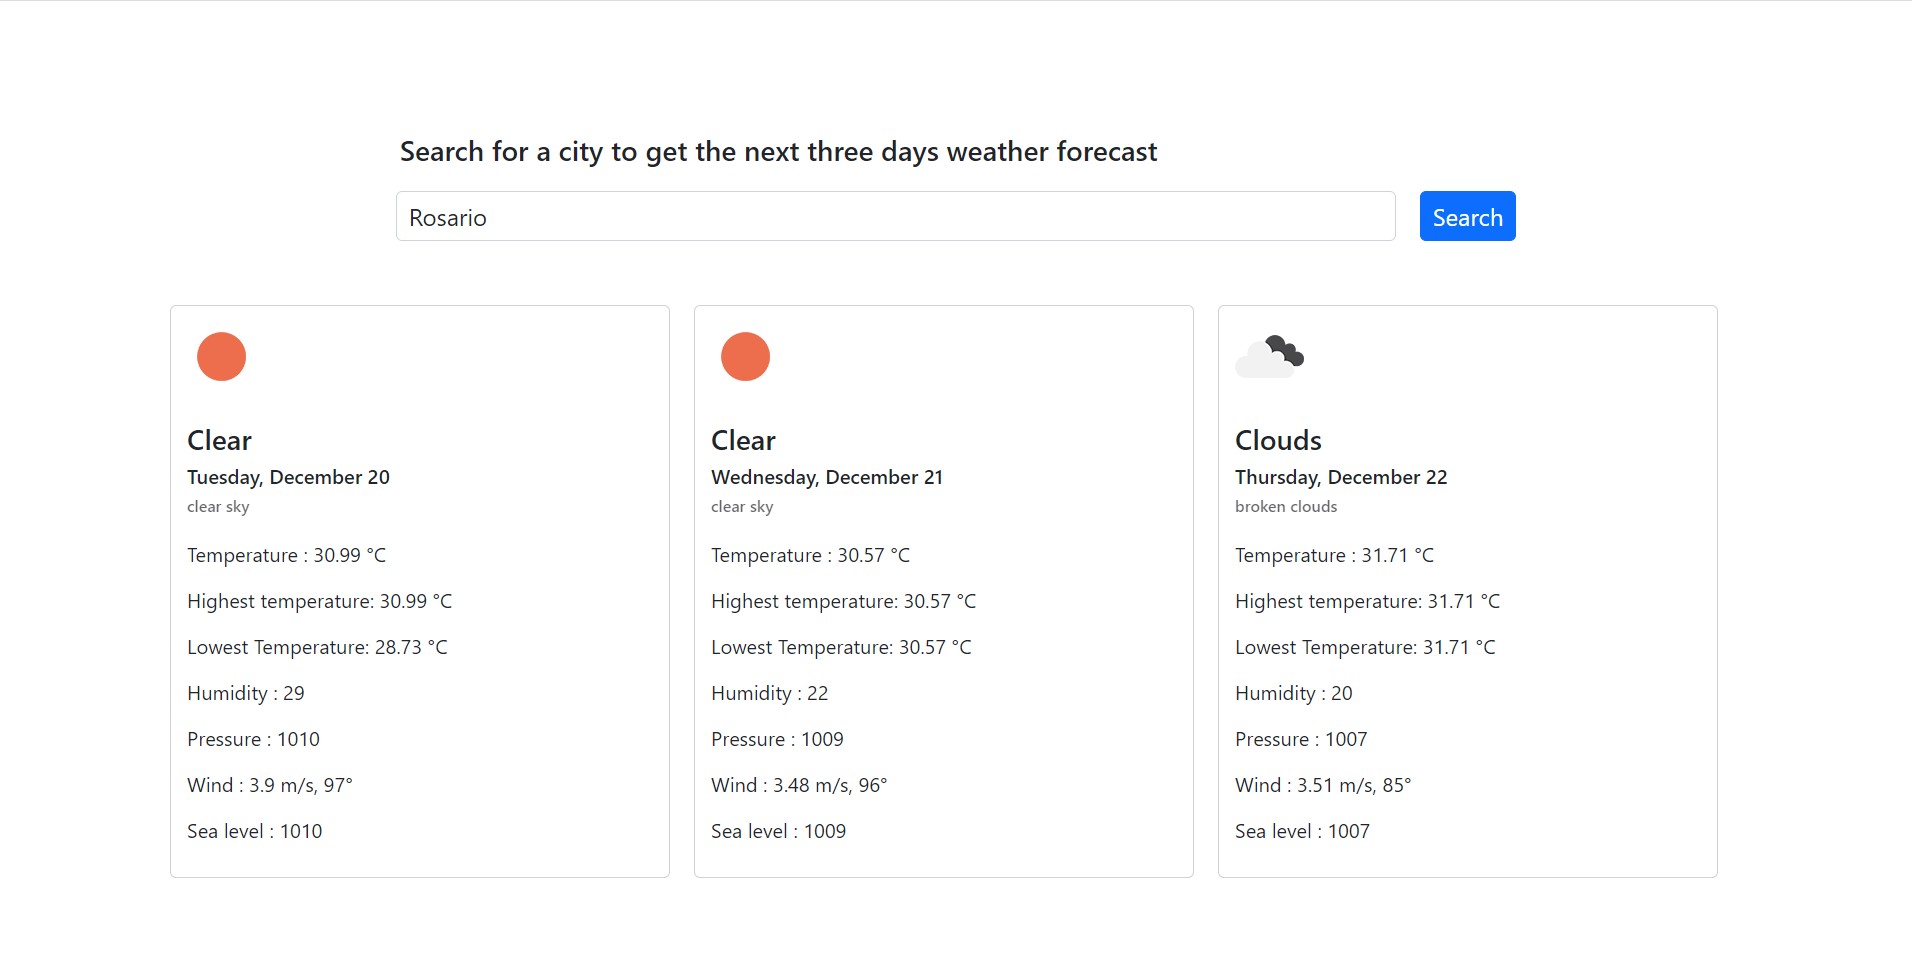 Search for a city to get the next three days weather forecast
Rosario
Search
Clear
Tuesday, December 20
clear sky
Temperature : 30.99 °C
Highest temperature: 30.99 °C
Lowest Temperature: 28.73 °C
Humidity : 29
Pressure : 1010
Wind : 3.9 m/s, 97°
Sea level : 1010
Clear
Wednesday, December 21
clear sky
Temperature : 30.57 °C
Highest temperature: 30.57 °C
Lowest Temperature: 30.57 °C
Humidity : 22
Pressure : 1009
Wind : 3.48 m/s, 96°
Sea level : 1009
Clouds
Thursday, December 22
broken clouds
Temperature : 31.71 °C
Highest temperature: 31.71 °C
Lowest Temperature: 31.71 °C
Humidity : 20
Pressure : 1007
Wind : 3.51 m/s, 85°
Sea level : 1007